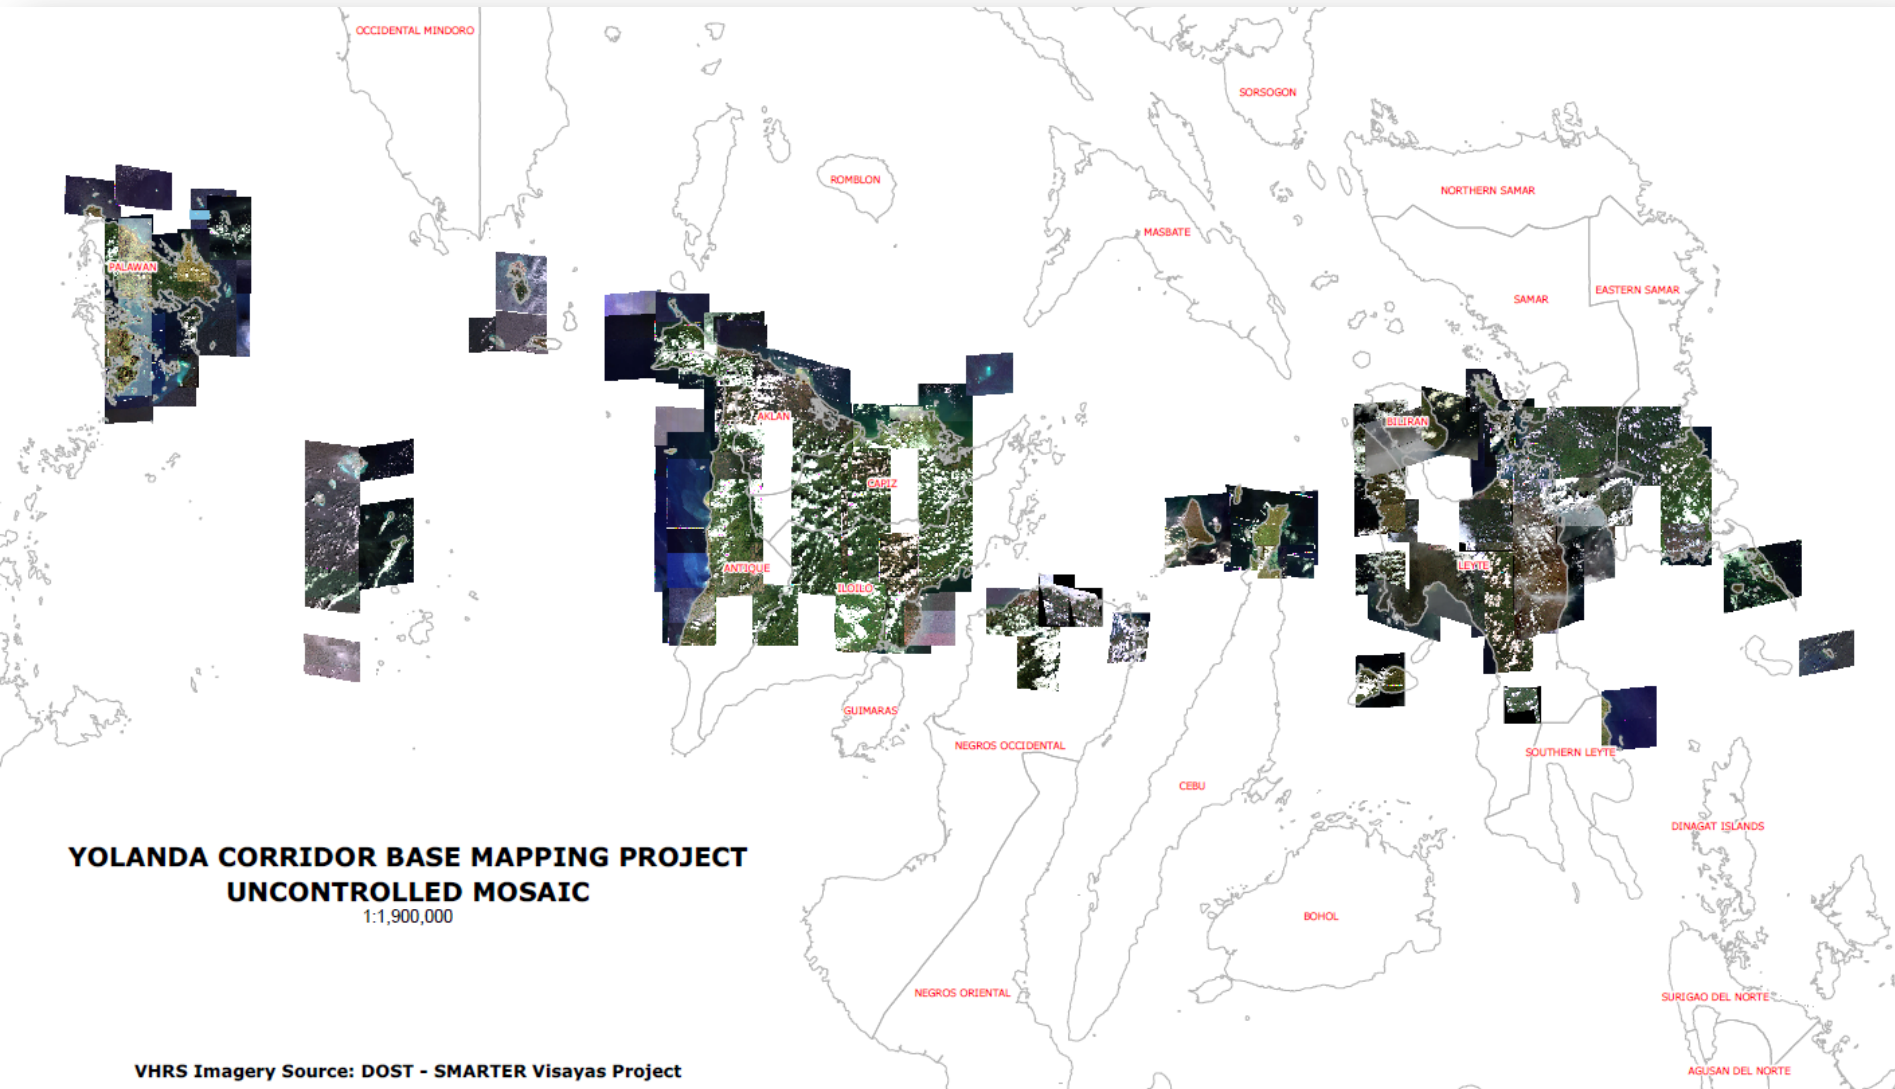 OCCIDENTAL MINDORO
SORSOGON
ROMBLON
NORTHERN SAMAR
MASBATE
PALAWAN
EASTERN SAMAR
SAMAR
AKLAN
BILIRAN
CAPIZ
ANTIQUE
LEYTE
ILOILO
GUIMARAS
NEGROS OCCIDENTAL
SOUTHERN LEYTE
CEBU
DINAGAT ISLANDS
YOLANDA CORRIDOR BASE MAPPING PROJECT
UNCONTROLLED MOSAIC
1:1,900,000
BOHOL
NEGROS ORIENTAL
SURIGAO DEL NORTE
VHRS Imagery Source: DOST - SMARTER Visayas Project
AGUSAN DEL NORTE